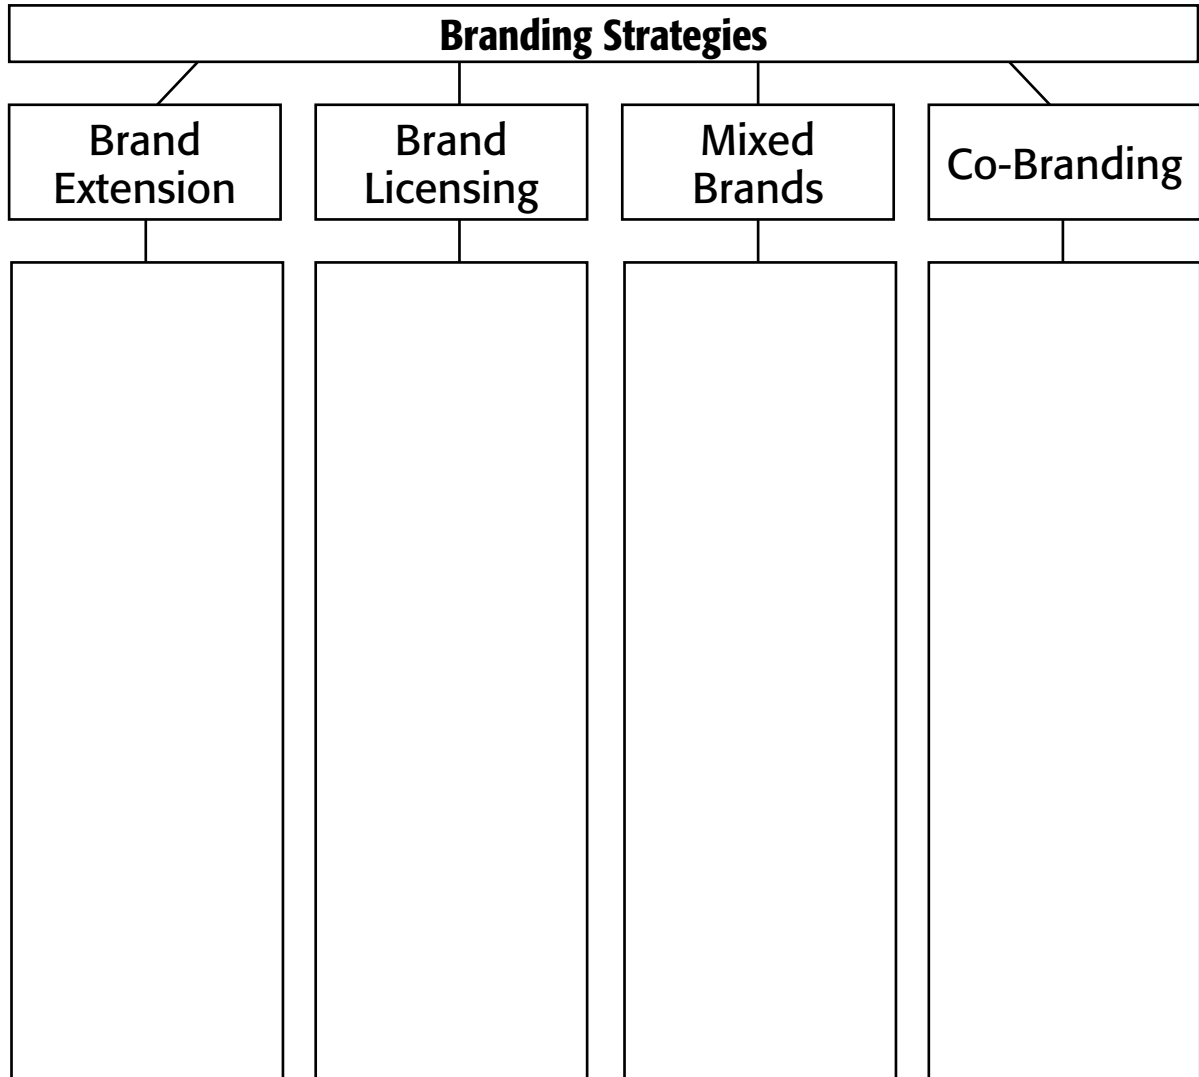 Branding Strategies
Brand
Extension
Brand
Licensing
Mixed
Brands
Co-Branding